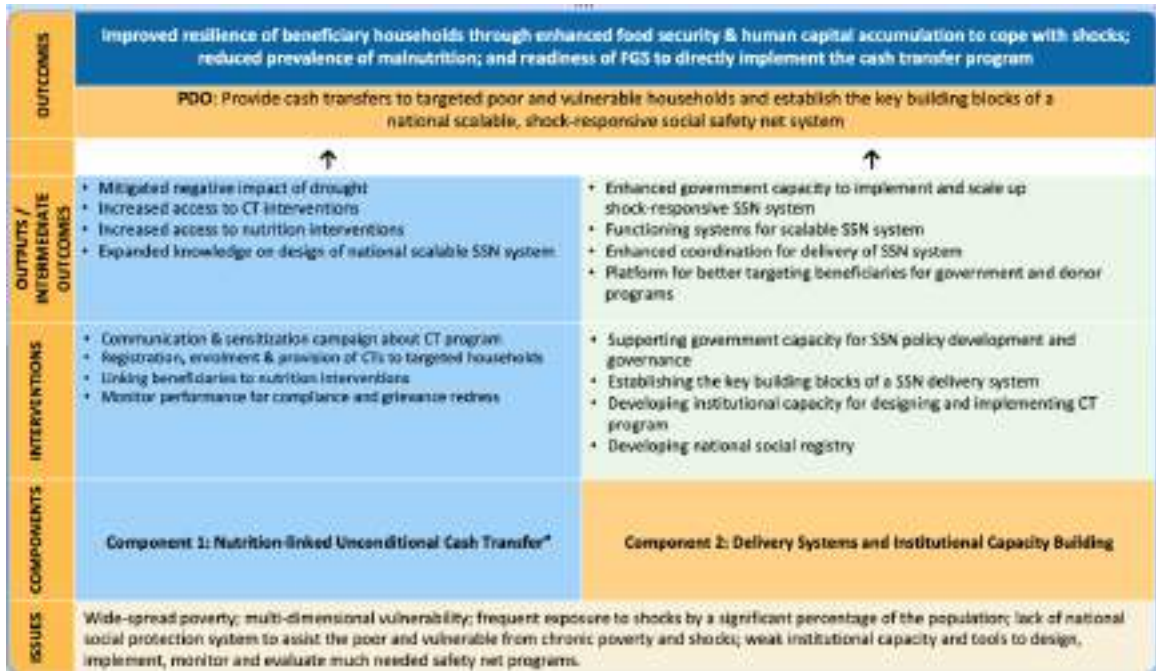 OUTCOMES
Improved resilience of beneficiary households through enhanced food security & human capital accumulation to cope with shocks;
reduced prevalence of malnutrition; and readiness of FGS to directly implement the cash transfer program
PDO: Provide cash transfers to targeted poor and vulnerable households and establish the key building blocks of a
national scalable, shock-responsive social safety net system
↑ ↑
OUTPUTS /
INTERMEDIATE
OUTCOMES
• Mitigated negative impact of drought
• Increased access to CT interventions
• Increased access to nutrition interventions
• Expanded knowledge on design of national scalable SSN system
• Enhanced government capacity to implement and scale up
shock-responsive SSN system
• Functioning systems for scalable SSN system
• Enhanced coordination for delivery of SSN system
• Platform for better targeting beneficiaries for government and donor
programs
INTERVENTIONS
• Communication & sensitization campaign about CT program
• Registration, enrolment & provision of CTs to targeted households
• Linking beneficiaries to nutrition interventions
• Monitor performance for compliance and grievance redress
• Supporting government capacity for SSN policy development and
governance
• Establishing the key building blocks of a SSN delivery system
• Developing institutional capacity for designing and implementing CT
program
• Developing national social registry
COMPONENTS
Component 1: Nutrition-linked Unconditional Cash Transfer*
Component 2: Delivery Systems and Institutional Capacity Building
ISSUES
Wide-spread poverty; multi-dimensional vulnerability; frequent exposure to shocks by a significant percentage of the population; lack of national
social protection system to assist the poor and vulnerable from chronic poverty and shocks; weak institutional capacity and tools to design,
implement, monitor and evaluate much needed safety net programs.